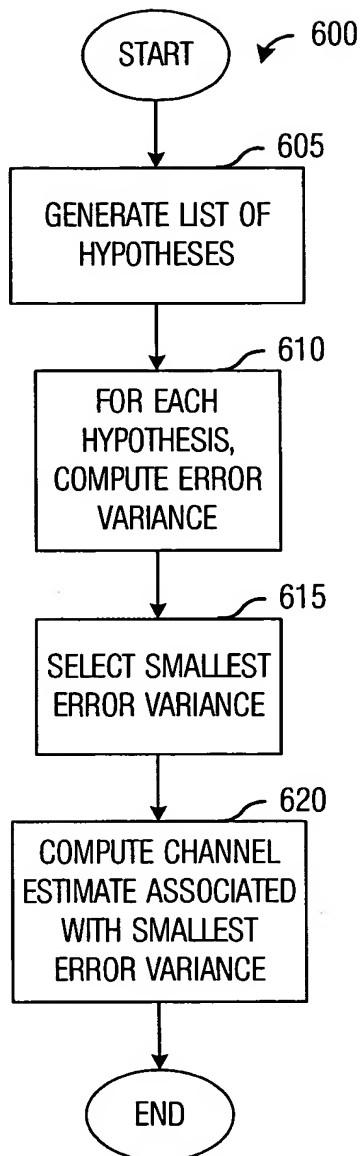 START
600
605
GENERATE LIST OF
HYPOTHESES
610
FOR EACH
HYPOTHESIS,
COMPUTE ERROR
VARIANCE
615
SELECT SMALLEST
ERROR VARIANCE
620
COMPUTE CHANNEL
ESTIMATE ASSOCIATED
WITH SMALLEST
ERROR VARIANCE
END